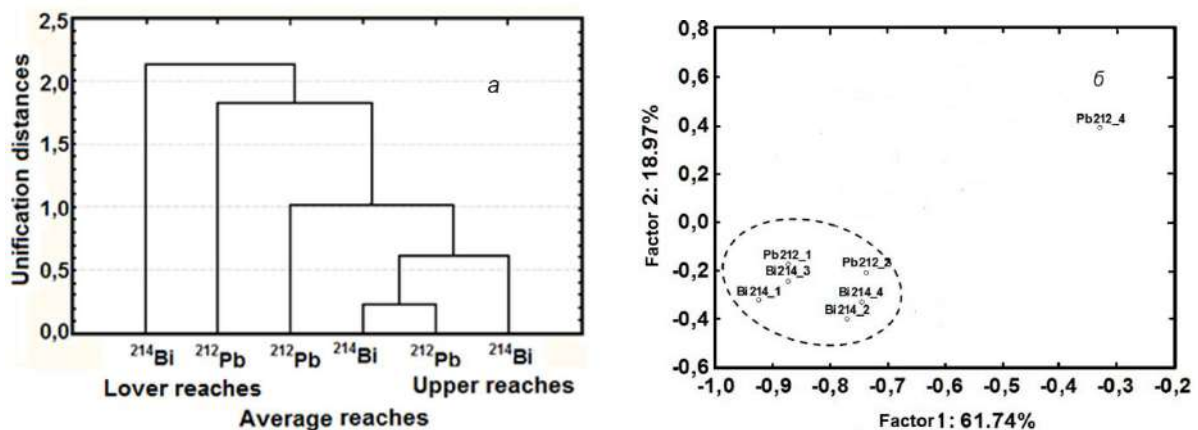 2,5
2,0
1,5
1,0
0,5
0,0
Unification distances
a
²¹⁴Bi ²¹²Pb ²¹²Pb ²¹⁴Bi ²¹²Pb ²¹⁴Bi
Lover reaches Upper reaches
Average reaches
0,8
0,6
0,4
0,2
0,0
-0,2
-0,4
-0,6
Factor 2: 18.97%
б
Pb212_4
Pb212_1
Bi214_3
Bi214_1
Bi214_4
Bi214_2
-1,0 -0,9 -0,8 -0,7 -0,6 -0,5 -0,4 -0,3 -0,2
Factor 1: 61.74%